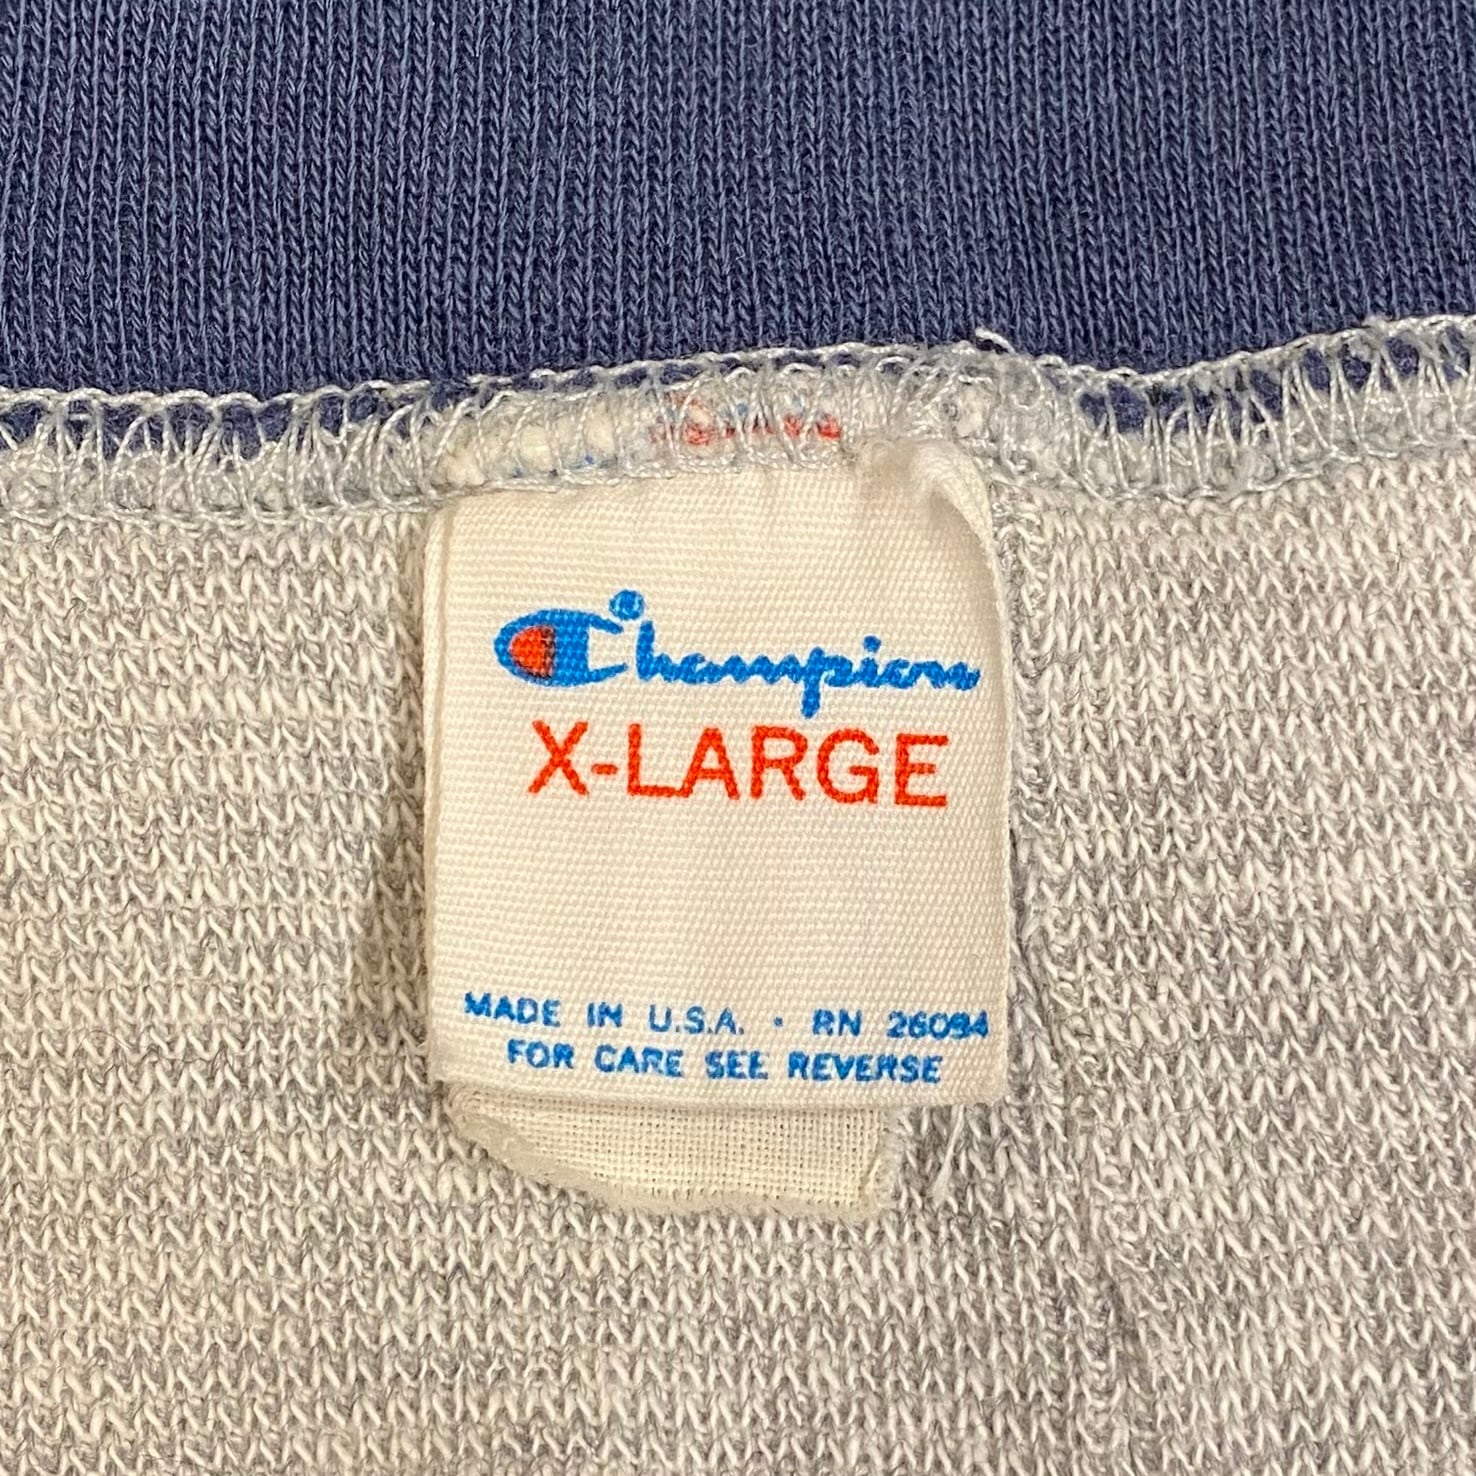 Champion
X-LARGE
MADE IN U.S.A. · RN 26094
FOR CARE SEE REVERSE